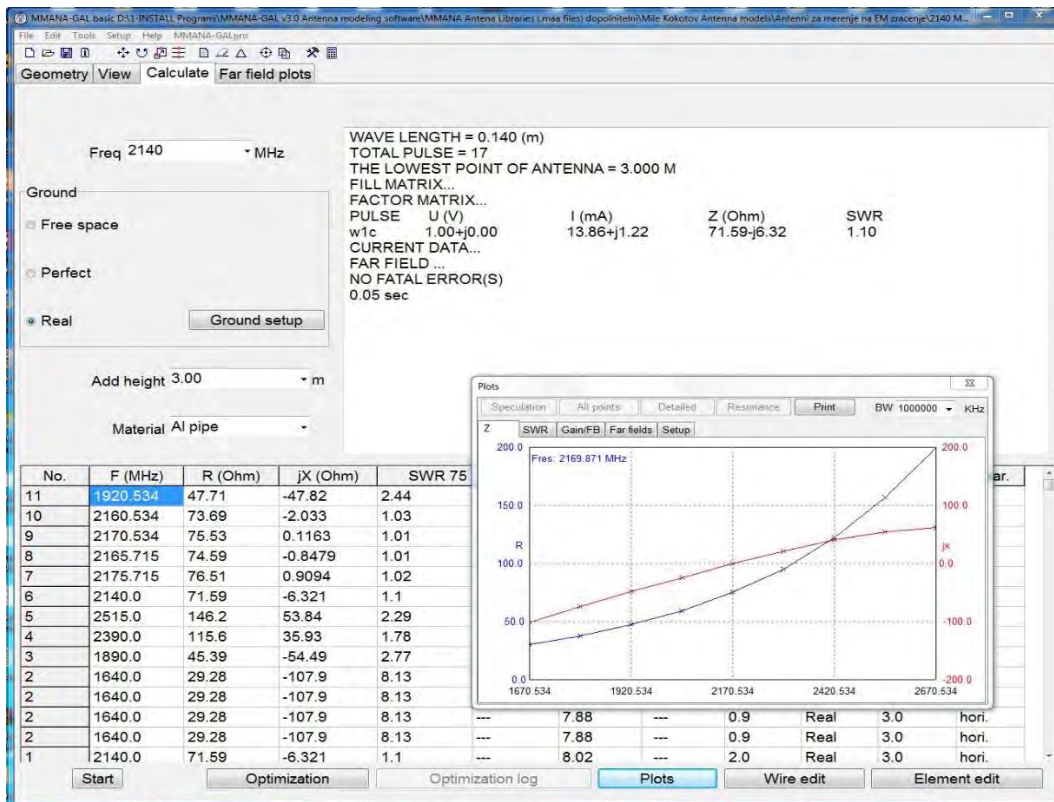 MMANA-GAL basic D:\1-INSTALL Programi\MMANA-GAL v3.0 Antenna modeling software\MMANA Antena Libraries (.maa files) dopolnitelni\Mile Kokotov Antenna models\Antenni za merenje na EM zracenje\2140 M...
File Edit Tools Setup Help MMANA-GALpro
Geometry View Calculate Far field plots
Freq 2140 MHz
Ground
Free space
Perfect
Real Ground setup
Add height 3.00 m
Material Al pipe
WAVE LENGTH = 0.140 (m)
TOTAL PULSE = 17
THE LOWEST POINT OF ANTENNA = 3.000 M
FILL MATRIX...
FACTOR MATRIX...
PULSE U (V) I (mA) Z (Ohm) SWR
w1c 1.00+j0.00 13.86+j1.22 71.59-j6.32 1.10
CURRENT DATA...
FAR FIELD ...
NO FATAL ERROR(S)
0.05 sec
Plots
Speculation All points Detailed Resonance Print BW 1000000 KHz
Z SWR Gain/FB Far fields Setup
Fres: 2169.871 MHz
200.0 200.0
150.0 100.0
R jx
100.0 0.0
50.0 -100.0
0.0 -200.0
1670.534 1920.534 2170.534 2420.534 2670.534
No. F (MHz) R (Ohm) jX (Ohm) SWR 75 ar.
11 1920.534 47.71 -47.82 2.44
10 2160.534 73.69 -2.033 1.03
9 2170.534 75.53 0.1163 1.01
8 2165.715 74.59 -0.8479 1.01
7 2175.715 76.51 0.9094 1.02
6 2140.0 71.59 -6.321 1.1
5 2515.0 146.2 53.84 2.29
4 2390.0 115.6 35.93 1.78
3 1890.0 45.39 -54.49 2.77
2 1640.0 29.28 -107.9 8.13
2 1640.0 29.28 -107.9 8.13
2 1640.0 29.28 -107.9 8.13 --- 7.88 --- 0.9 Real 3.0 hori.
2 1640.0 29.28 -107.9 8.13 --- 7.88 --- 0.9 Real 3.0 hori.
1 2140.0 71.59 -6.321 1.1 --- 8.02 --- 2.0 Real 3.0 hori.
Start Optimization Optimization log Plots Wire edit Element edit